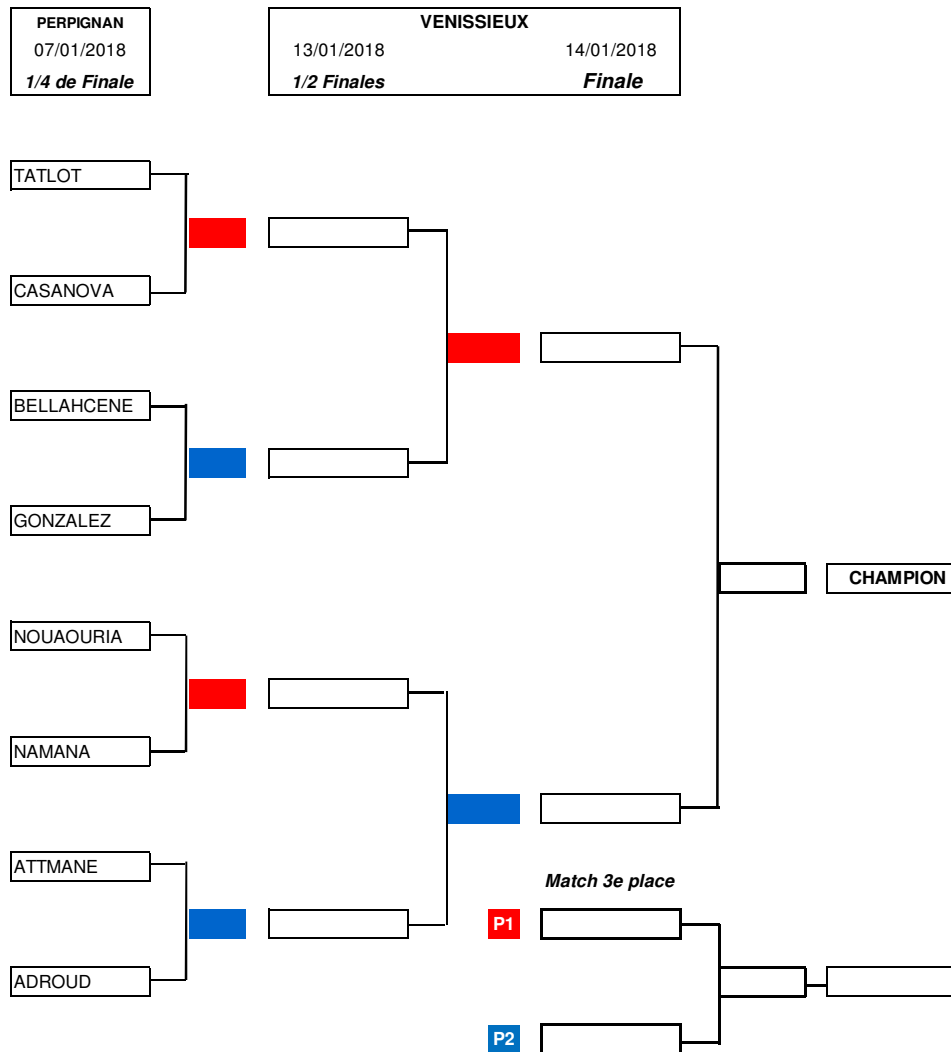 PERPIGNAN
07/01/2018
1/4 de Finale
VENISSIEUX
13/01/2018 14/01/2018
1/2 Finales Finale
TATLOT
CASANOVA
BELLAHCENE
GONZALEZ
CHAMPION
NOUAOURIA
NAMANA
ATTMANE
Match 3e place
P1
ADROUD
P2